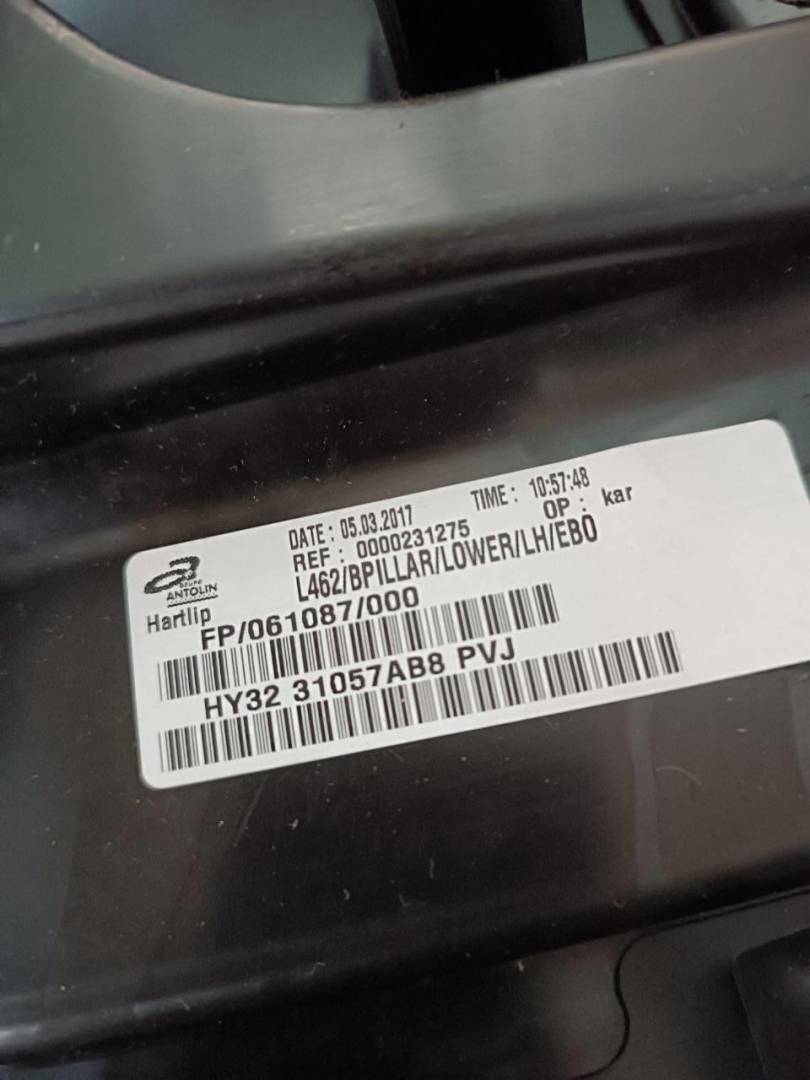 DATE : 05.03.2017 TIME : 10:57:48
REF : 0000231275 OP : kar
L462/BPILLAR/LOWER/LH/EBO
GRUPO
ANTOLIN
Hartlip
FP/061087/000
HY32 31057AB8 PVJ